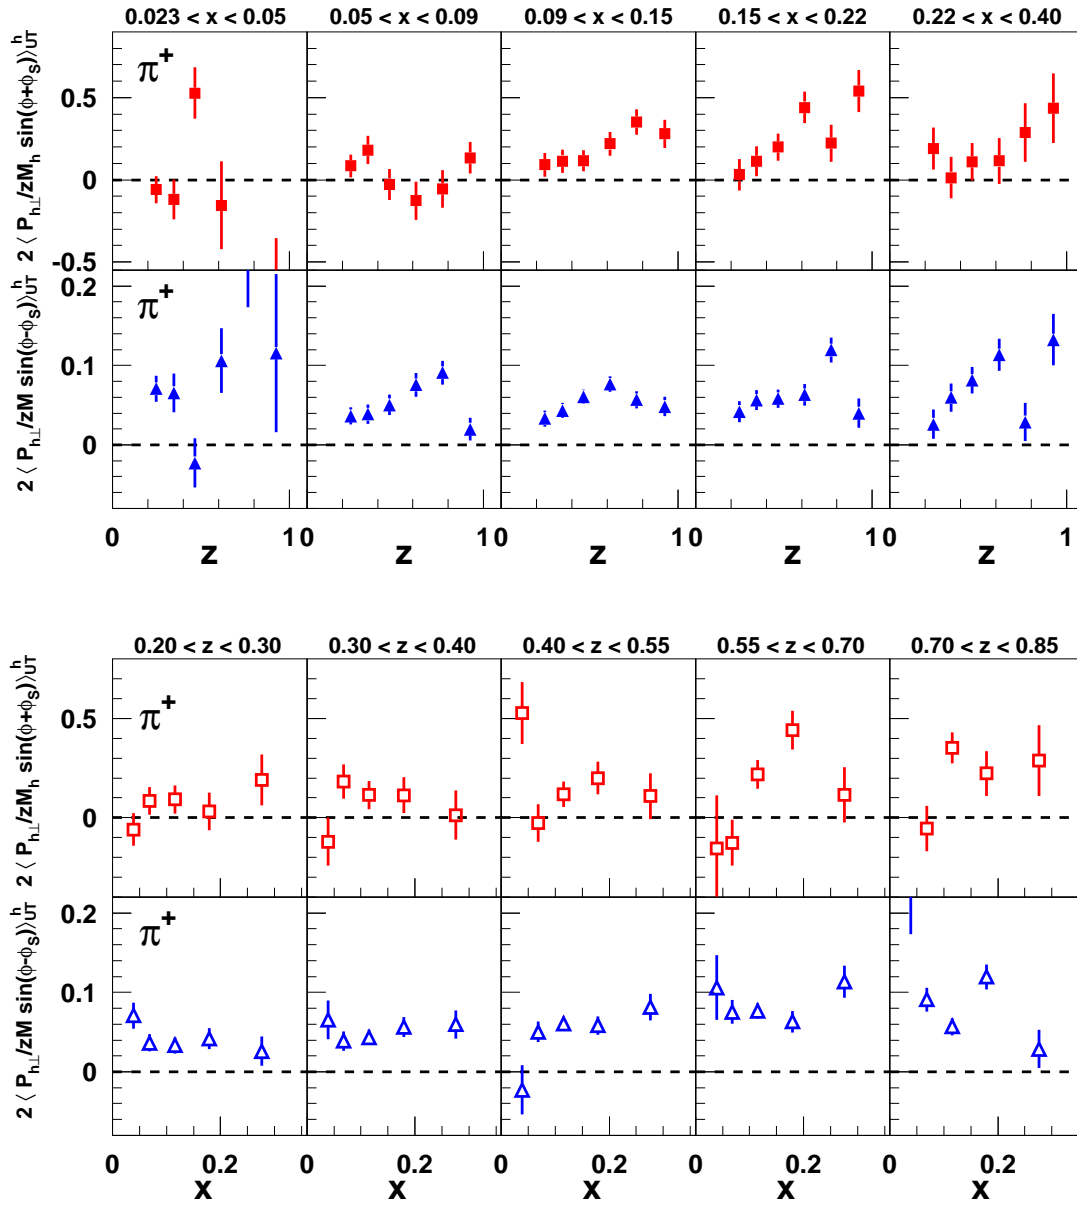 0.023 < x < 0.05 0.05 < x < 0.09 0.09 < x < 0.15 0.15 < x < 0.22 0.22 < x < 0.40
2 ⟨ P_h⊥/zM_h sin(ϕ+ϕ_S)⟩^h_UT
π+
0.5
0
-0.5
2 ⟨ P_h⊥/zM sin(ϕ-ϕ_S)⟩^h_UT
π+
0.2
0.1
0
0 1 0 1 0 1 0 1 0 1
z z z z z
0.20 < z < 0.30 0.30 < z < 0.40 0.40 < z < 0.55 0.55 < z < 0.70 0.70 < z < 0.85
2 ⟨ P_h⊥/zM_h sin(ϕ+ϕ_S)⟩^h_UT
π+
0.5
0
2 ⟨ P_h⊥/zM sin(ϕ-ϕ_S)⟩^h_UT
π+
0.2
0.1
0
0 0.2 0 0.2 0 0.2 0 0.2 0 0.2
x x x x x